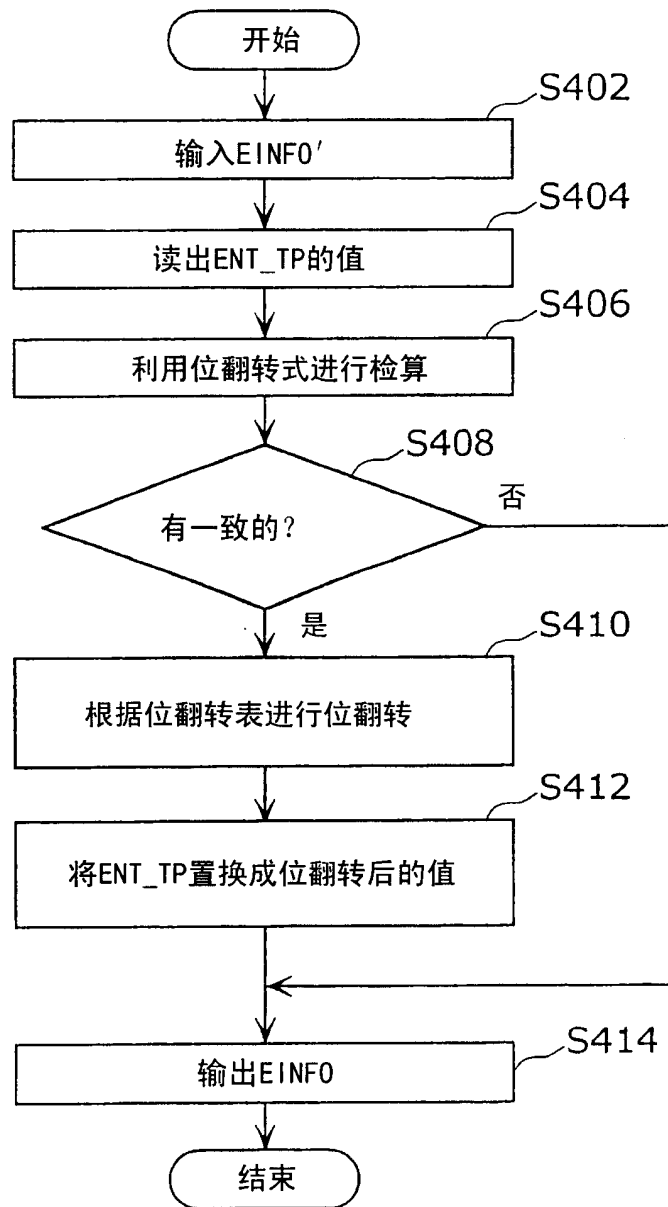 开始
S402
输入EINFO'
S404
读出ENT_TP的值
S406
利用位翻转式进行检算
S408
有一致的?
否
是
S410
根据位翻转表进行位翻转
S412
将ENT_TP置换成位翻转后的值
S414
输出EINFO
结束